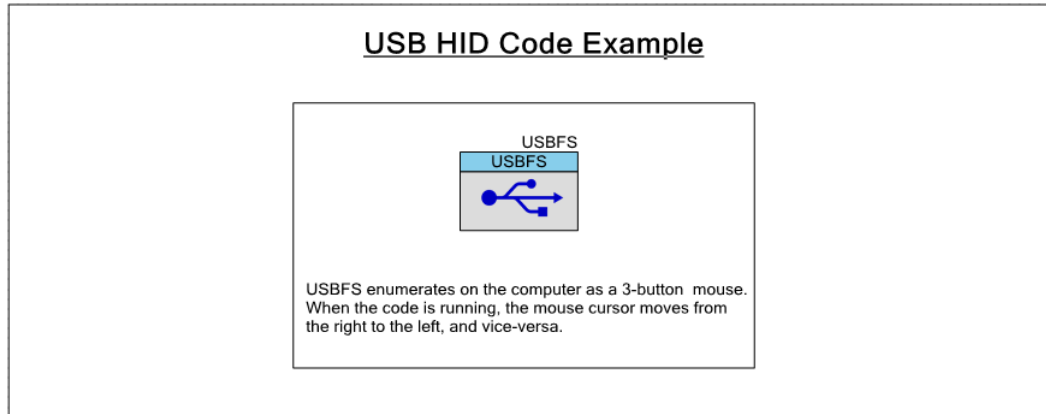 USB HID Code Example
USBFS
USBFS
USBFS enumerates on the computer as a 3-button mouse.
When the code is running, the mouse cursor moves from
the right to the left, and vice-versa.